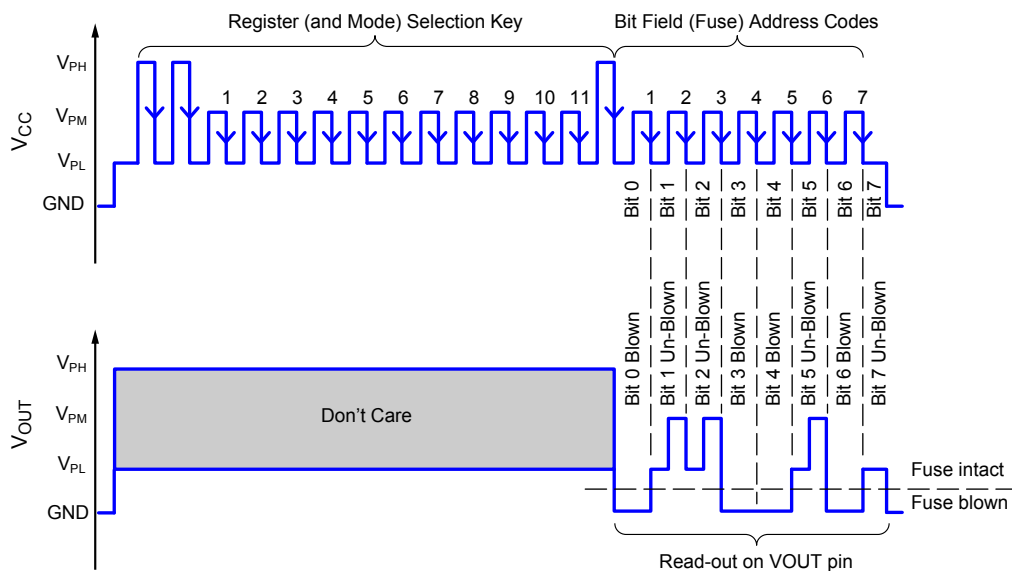 Register (and Mode) Selection Key
Bit Field (Fuse) Address Codes
VCC
VPH
VPM
VPL
GND
1 2 3 4 5 6 7 8 9 10 11
1 2 3 4 5 6 7
Bit 0
Bit 1
Bit 2
Bit 3
Bit 4
Bit 5
Bit 6
Bit 7
VOUT
VPH
VPM
VPL
GND
Don't Care
Bit 0 Blown
Bit 1 Un-Blown
Bit 2 Un-Blown
Bit 3 Blown
Bit 4 Blown
Bit 5 Un-Blown
Bit 6 Blown
Bit 7 Un-Blown
Fuse intact
Fuse blown
Read-out on VOUT pin